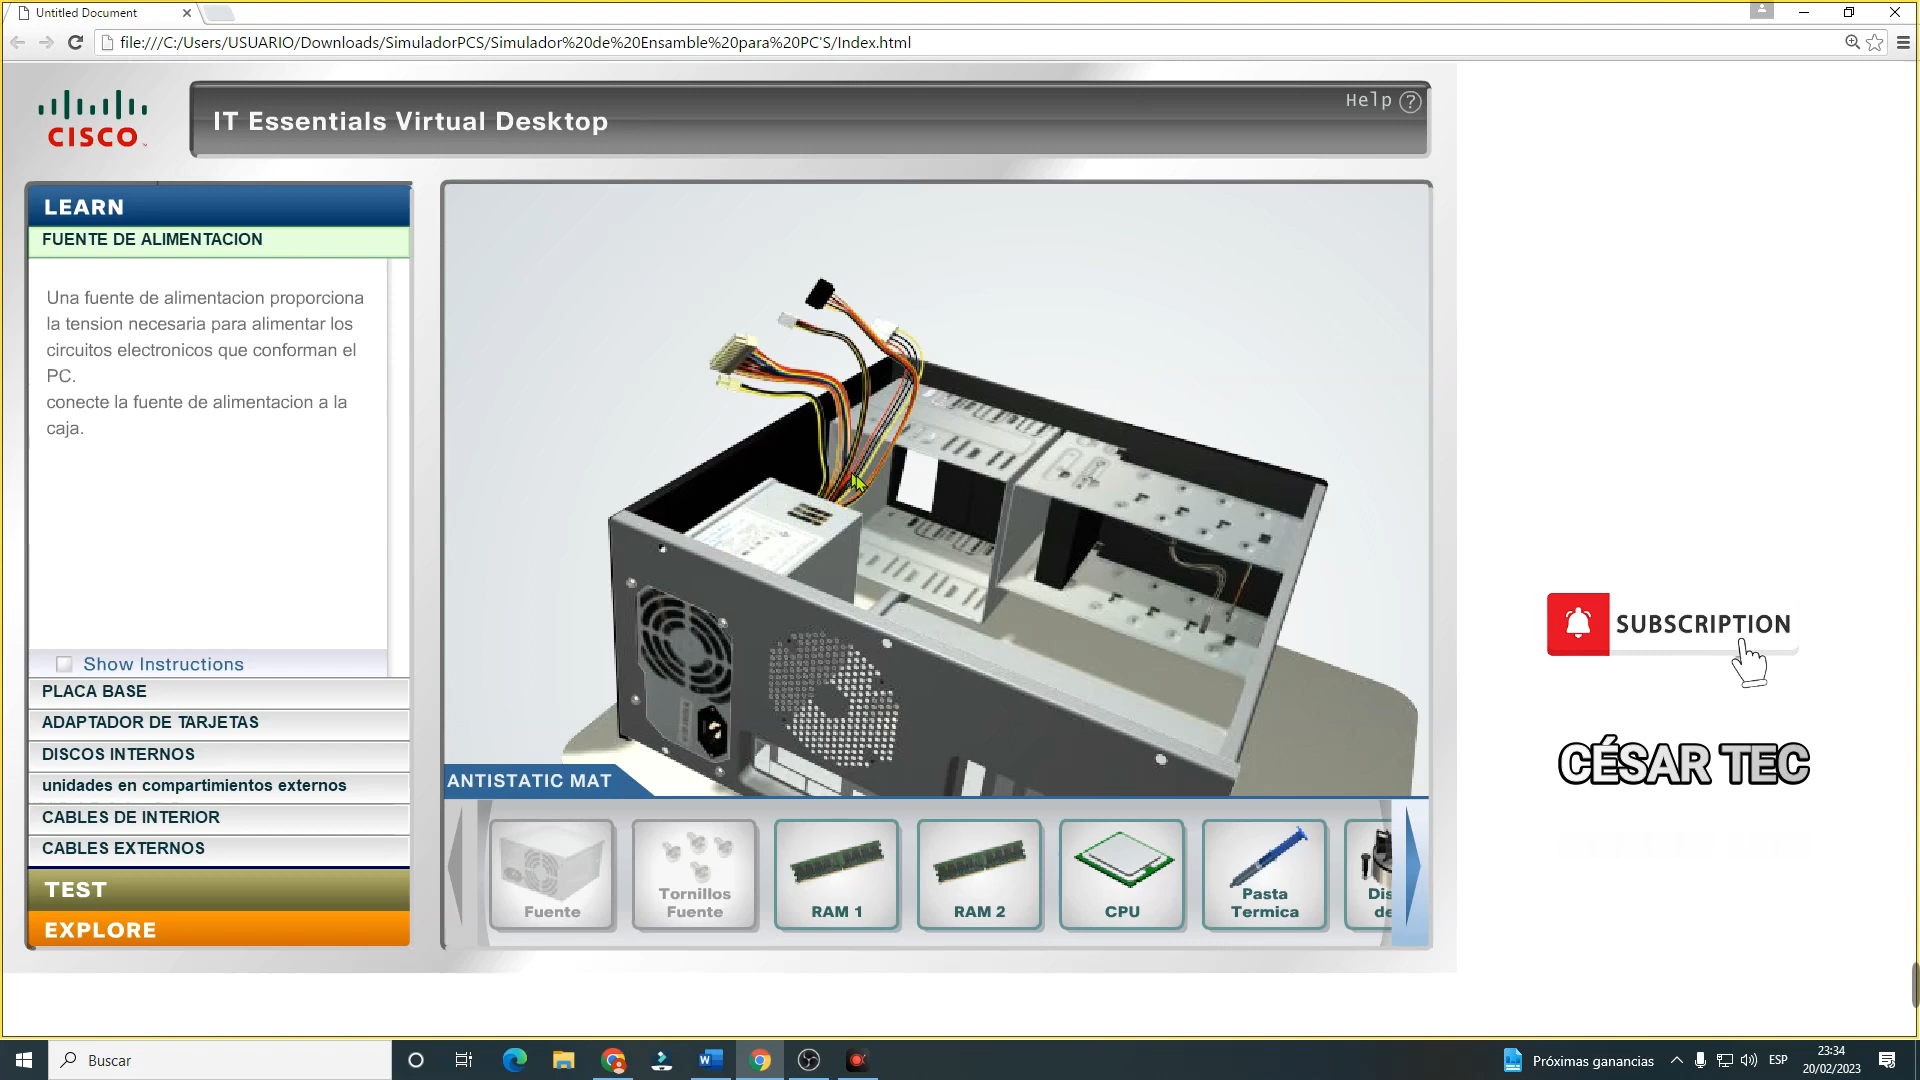 Untitled Document
file:///C:/Users/USUARIO/Downloads/SimuladorPCS/Simulador%20de%20Ensamble%20para%20PC'S/Index.html
CISCO
IT Essentials Virtual Desktop
Help ?
LEARN
FUENTE DE ALIMENTACION
Una fuente de alimentacion proporciona
la tension necesaria para alimentar los
circuitos electronicos que conforman el
PC.
conecte la fuente de alimentacion a la
caja.
Show Instructions
PLACA BASE
ADAPTADOR DE TARJETAS
DISCOS INTERNOS
unidades en compartimientos externos
CABLES DE INTERIOR
CABLES EXTERNOS
TEST
EXPLORE
ANTISTATIC MAT
Fuente
Tornillos
Fuente
RAM 1
RAM 2
CPU
Pasta
Termica
Dis
de
SUBSCRIPTION
CÉSAR TEC
Buscar
Próximas ganancias
ESP
23:34
20/02/2023